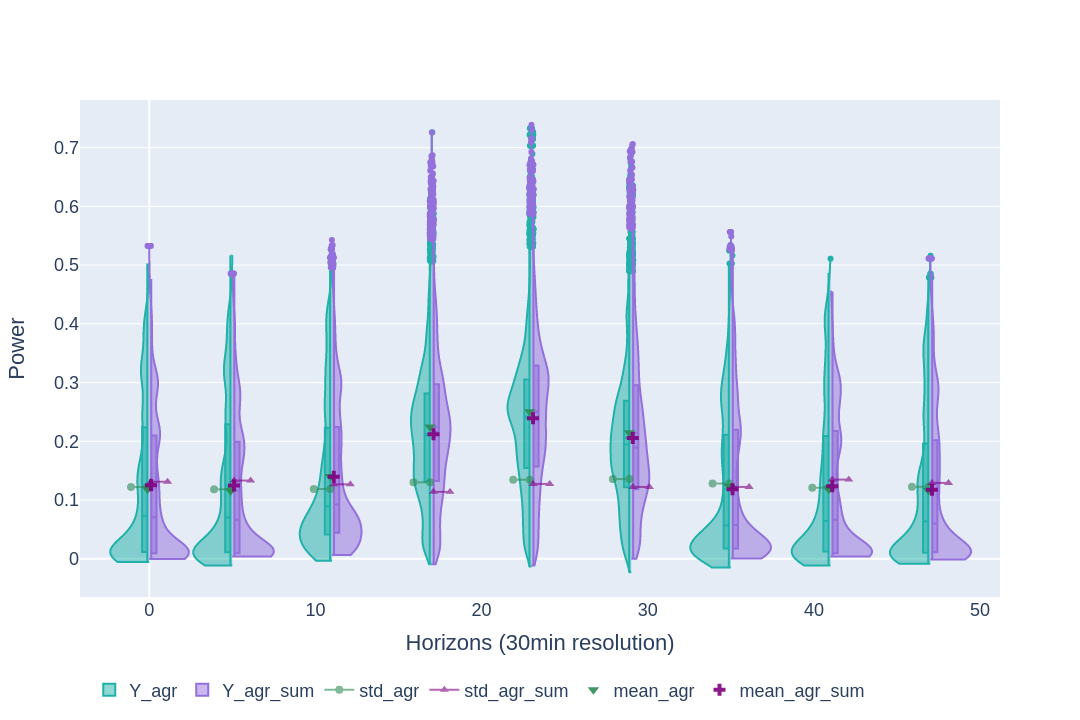 0.7
0.6
0.5
0.4
0.3
0.2
0.1
0
Power
0 10 20 30 40 50
Horizons (30min resolution)
Y_agr Y_agr_sum std_agr std_agr_sum mean_agr mean_agr_sum